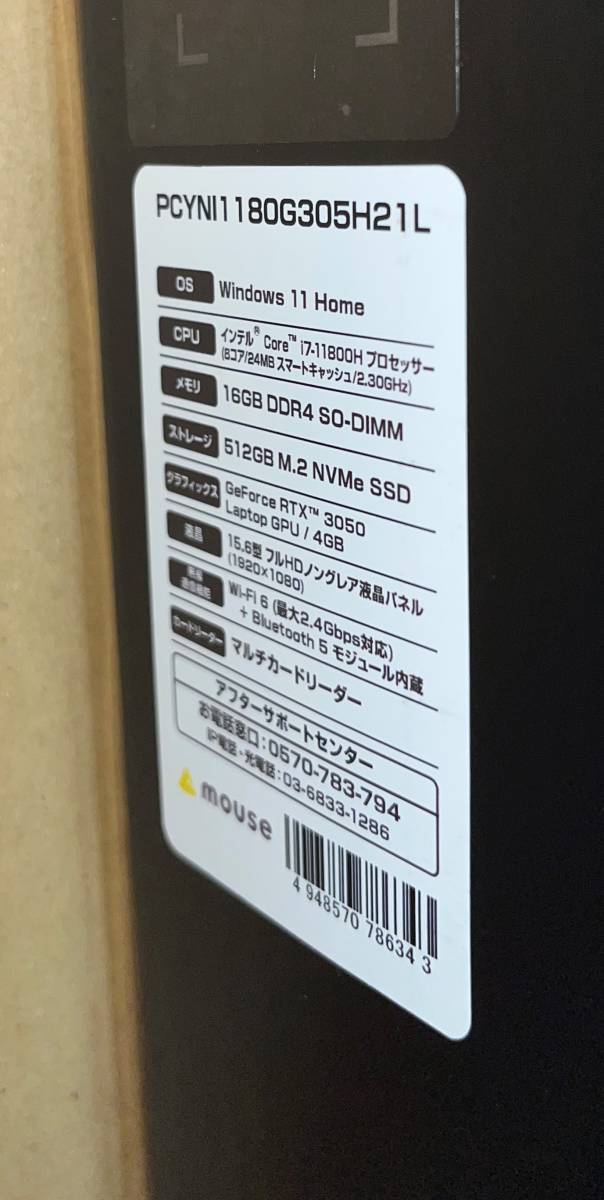 PCYNI1180G305H21L
OS Windows 11 Home
CPU インテル® Core™ i7-11800H プロセッサー
(8コア/24MB スマートキャッシュ/2.30GHz)
メモリ 16GB DDR4 SO-DIMM
ストレージ 512GB M.2 NVMe SSD
グラフィックス GeForce RTX™ 3050
Laptop GPU / 4GB
液晶 15.6型 フルHDノングレア液晶パネル
(1920×1080)
無線 Wi-Fi 6 (最大2.4Gbps対応)
通信機能 + Bluetooth 5 モジュール内蔵
カードリーダー マルチカードリーダー
アフターサポートセンター
お電話窓口:0570-783-794
IP電話・光電話:03-6833-1286
mouse
4 948570 786343